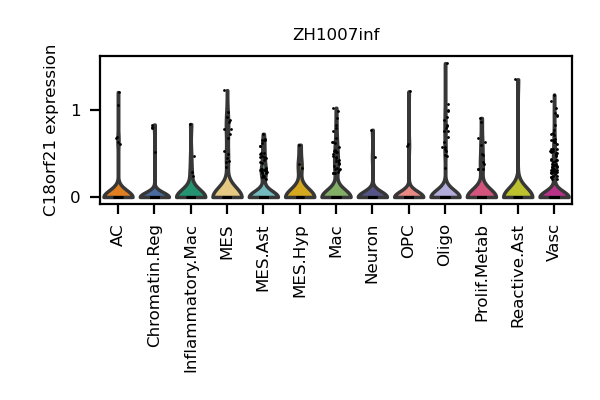 ZH1007inf
C18orf21 expression
1
0
AC
Chromatin.Reg
Inflammatory.Mac
MES
MES.Ast
MES.Hyp
Mac
Neuron
OPC
Oligo
Prolif.Metab
Reactive.Ast
Vasc